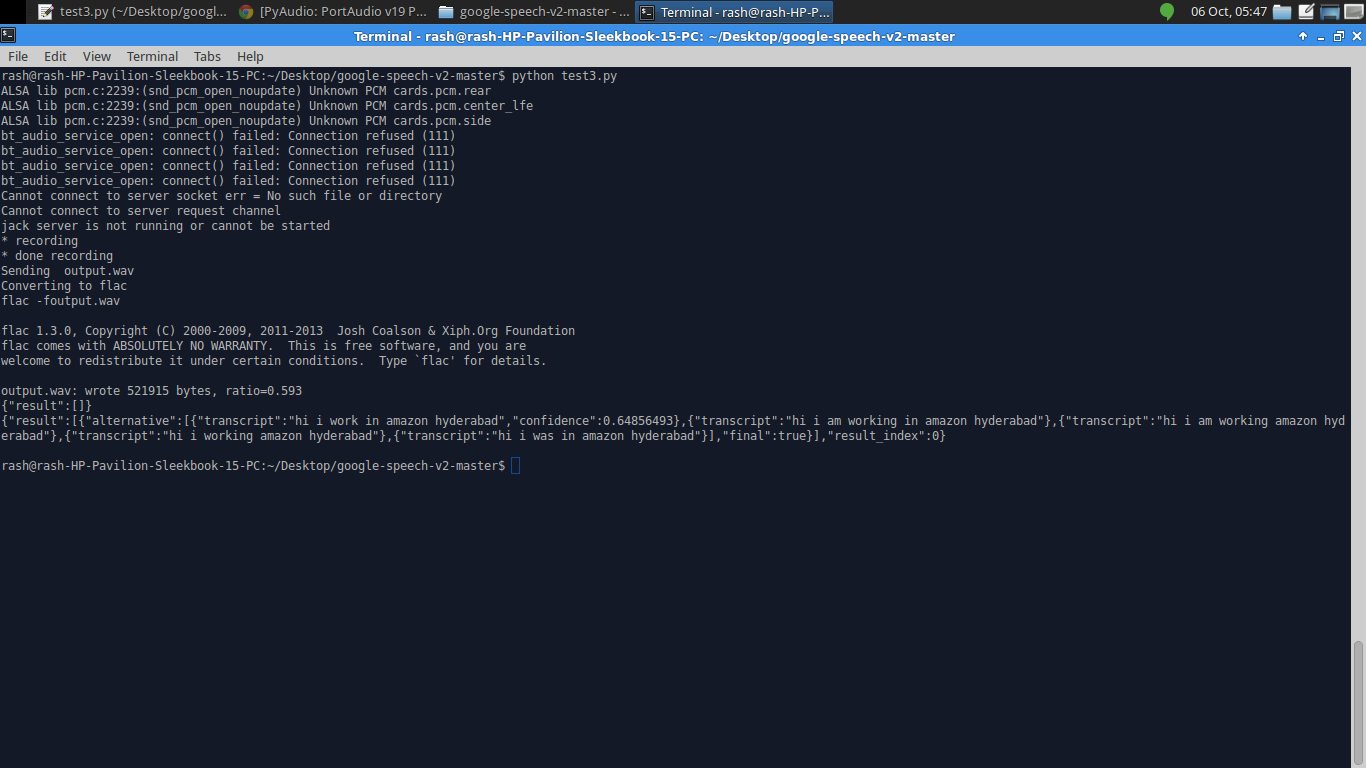 test3.py (~/Desktop/googl...
[PyAudio: PortAudio v19 P...
google-speech-v2-master - ...
Terminal - rash@rash-HP-P...
06 Oct, 05:47
Terminal - rash@rash-HP-Pavilion-Sleekbook-15-PC: ~/Desktop/google-speech-v2-master
File Edit View Terminal Tabs Help
rash@rash-HP-Pavilion-Sleekbook-15-PC:~/Desktop/google-speech-v2-master$ python test3.py
ALSA lib pcm.c:2239:(snd_pcm_open_noupdate) Unknown PCM cards.pcm.rear
ALSA lib pcm.c:2239:(snd_pcm_open_noupdate) Unknown PCM cards.pcm.center_lfe
ALSA lib pcm.c:2239:(snd_pcm_open_noupdate) Unknown PCM cards.pcm.side
bt_audio_service_open: connect() failed: Connection refused (111)
bt_audio_service_open: connect() failed: Connection refused (111)
bt_audio_service_open: connect() failed: Connection refused (111)
bt_audio_service_open: connect() failed: Connection refused (111)
Cannot connect to server socket err = No such file or directory
Cannot connect to server request channel
jack server is not running or cannot be started
* recording
* done recording
Sending  output.wav
Converting to flac
flac -foutput.wav
flac 1.3.0, Copyright (C) 2000-2009, 2011-2013  Josh Coalson & Xiph.Org Foundation
flac comes with ABSOLUTELY NO WARRANTY.  This is free software, and you are
welcome to redistribute it under certain conditions.  Type `flac' for details.
output.wav: wrote 521915 bytes, ratio=0.593
{"result":[]}
{"result":[{"alternative":[{"transcript":"hi i work in amazon hyderabad","confidence":0.64856493},{"transcript":"hi i am working in amazon hyderabad"},{"transcript":"hi i am working amazon hyd
erabad"},{"transcript":"hi i working amazon hyderabad"},{"transcript":"hi i was in amazon hyderabad"}],"final":true}],"result_index":0}
rash@rash-HP-Pavilion-Sleekbook-15-PC:~/Desktop/google-speech-v2-master$